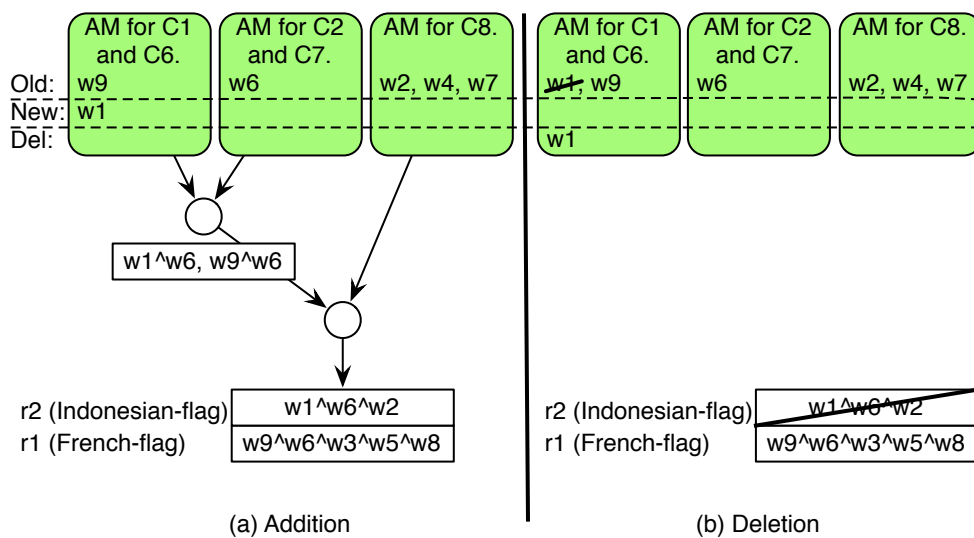 AM for C1
and C6.
AM for C2
and C7.
AM for C8.
Old: w9 w6 w2, w4, w7
New: w1
Del:
w1^w6, w9^w6
r2 (Indonesian-flag) w1^w6^w2
r1 (French-flag) w9^w6^w3^w5^w8
(a) Addition
AM for C1
and C6.
AM for C2
and C7.
AM for C8.
w1, w9 w6 w2, w4, w7
w1
r2 (Indonesian-flag) w1^w6^w2
r1 (French-flag) w9^w6^w3^w5^w8
(b) Deletion